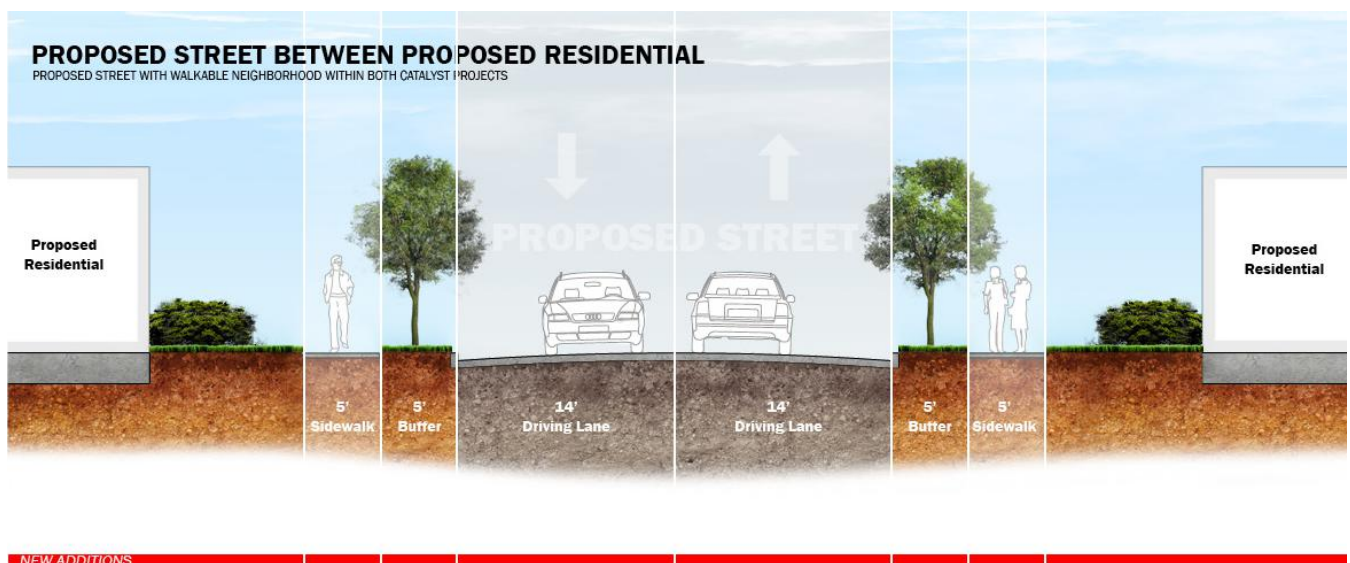 PROPOSED STREET BETWEEN PROPOSED RESIDENTIAL
PROPOSED STREET WITH WALKABLE NEIGHBORHOOD WITHIN BOTH CATALYST PROJECTS
PROPOSED STREET
Proposed
Residential
Proposed
Residential
5'
Sidewalk
5'
Buffer
14'
Driving Lane
14'
Driving Lane
5'
Buffer
5'
Sidewalk
NEW ADDITIONS